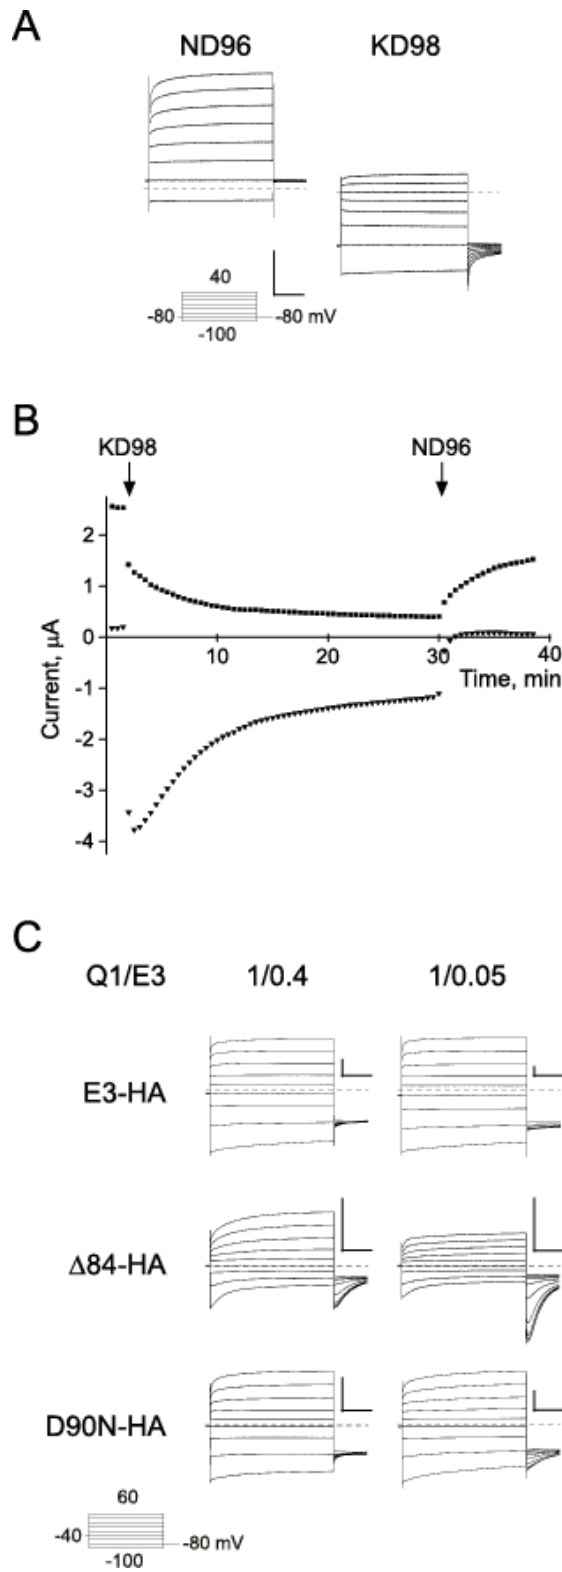 A
ND96 KD98
40
-80 -80 mV
-100
B
KD98 ND96
2
1
0
10 20 30 40
Time, min
-1
-2
-3
-4
Current, µA
C
Q1/E3 1/0.4 1/0.05
E3-HA
Δ84-HA
D90N-HA
60
-40 -80 mV
-100